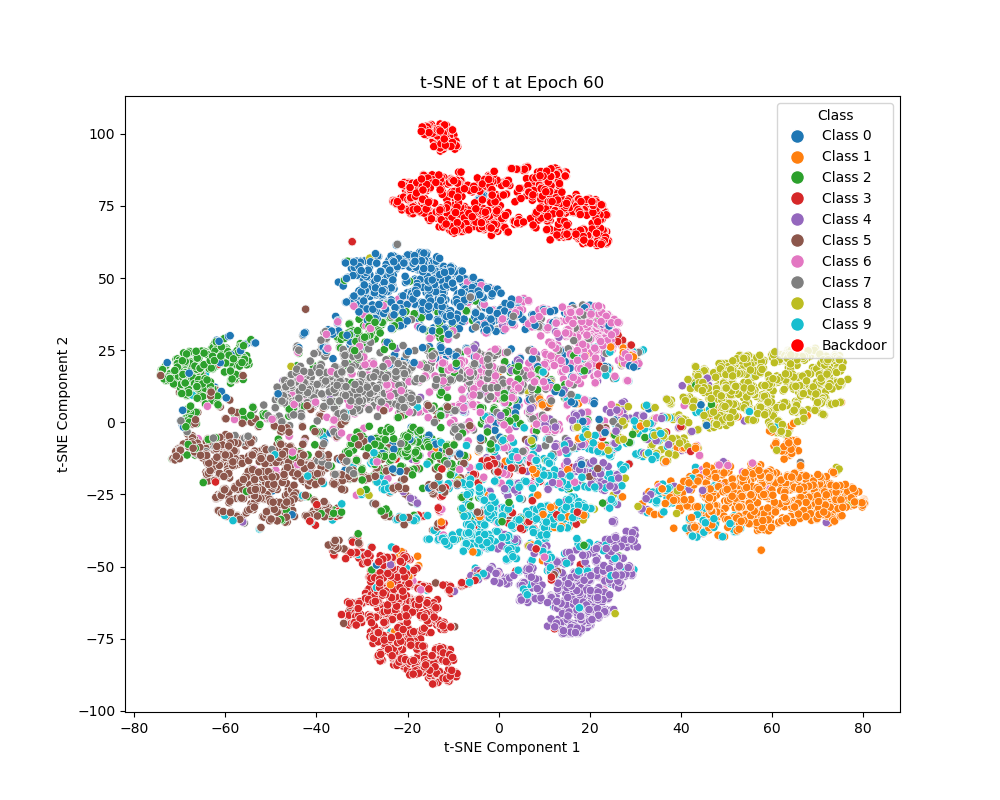 t-SNE of t at Epoch 60
Class
Class 0
Class 1
Class 2
Class 3
Class 4
Class 5
Class 6
Class 7
Class 8
Class 9
Backdoor
t-SNE Component 2
100
75
50
25
0
−25
−50
−75
−100
−80 −60 −40 −20 0 20 40 60 80
t-SNE Component 1